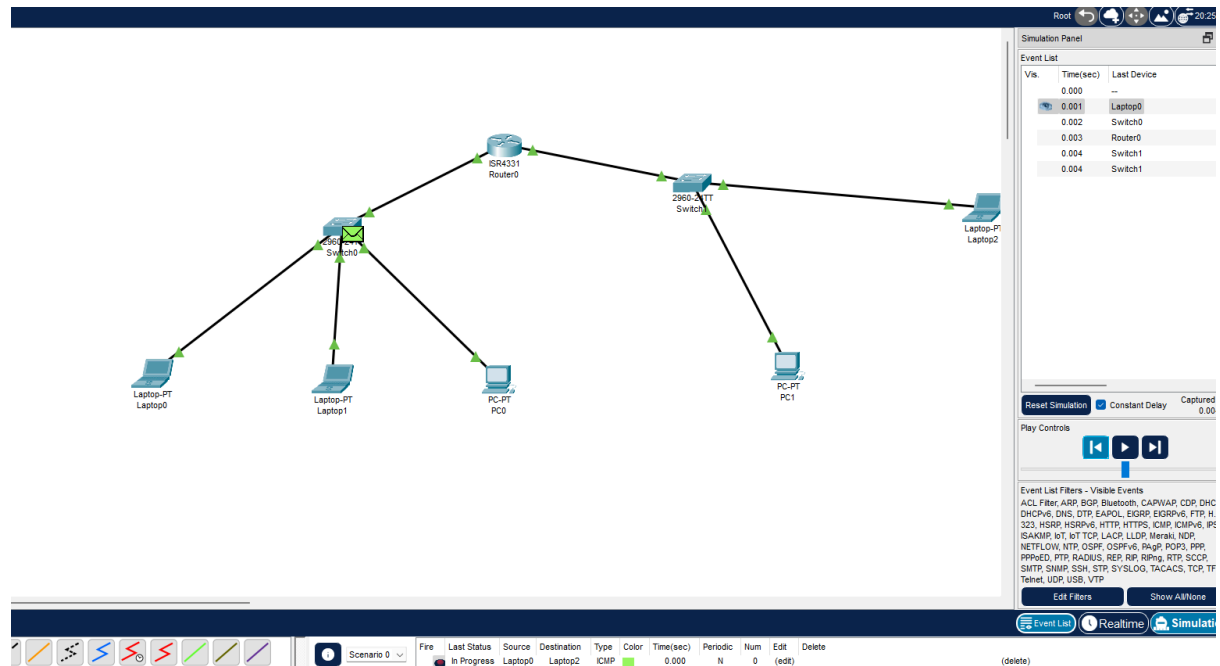 Root
20:25
Simulation Panel
Event List
Vis. Time(sec) Last Device
0.000 --
0.001 Laptop0
0.002 Switch0
0.003 Router0
0.004 Switch1
0.004 Switch1
ISR4331
Router0
2960-24TT
Switch1
Laptop-PT
Laptop2
Switch0
Laptop-PT
Laptop0
Laptop-PT
Laptop1
PC-PT
PC0
PC-PT
PC1
Reset Simulation Constant Delay Captured
0.00
Play Controls
Event List Filters - Visible Events
ACL Filter, ARP, BGP, Bluetooth, CAPWAP, CDP, DHC
DHCPv6, DNS, DTP, EAPOL, EIGRP, EIGRPv6, FTP, H.
323, HSRP, HSRPv6, HTTP, HTTPS, ICMP, ICMPv6, IPS
ISAKMP, IoT, IoT TCP, LACP, LLDP, Meraki, NDP,
NETFLOW, NTP, OSPF, OSPFv6, PAgP, POP3, PPP,
PPPoED, PTP, RADIUS, REP, RIP, RIPng, RTP, SCCP,
SMTP, SNMP, SSH, STP, SYSLOG, TACACS, TCP, TF
Telnet, UDP, USB, VTP
Edit Filters Show All/None
Event List Realtime Simulati
Scenario 0
Fire Last Status Source Destination Type Color Time(sec) Periodic Num Edit Delete
In Progress Laptop0 Laptop2 ICMP 0.000 N 0 (edit) (delete)